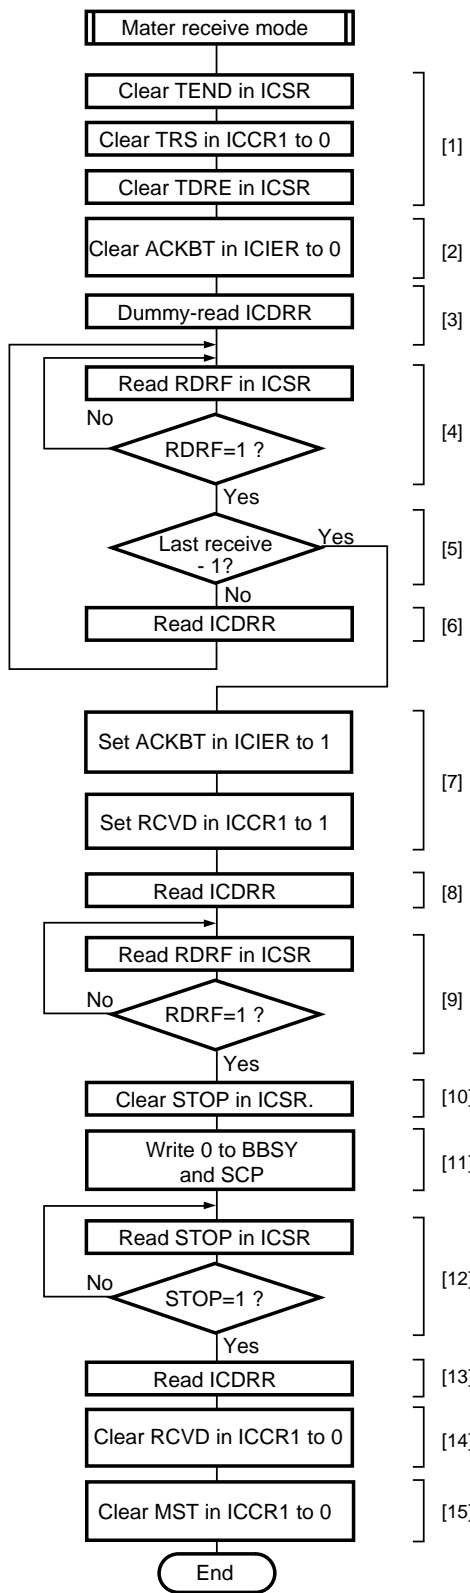 Mater receive mode
Clear TEND in ICSR
Clear TRS in ICCR1 to 0
[1]
Clear TDRE in ICSR
Clear ACKBT in ICIER to 0
[2]
Dummy-read ICDRR
[3]
Read RDRF in ICSR
No
[4]
RDRF=1 ?
Yes
Yes
Last receive
- 1?
[5]
No
Read ICDRR
[6]
Set ACKBT in ICIER to 1
[7]
Set RCVD in ICCR1 to 1
Read ICDRR
[8]
Read RDRF in ICSR
No
[9]
RDRF=1 ?
Yes
Clear STOP in ICSR.
[10]
Write 0 to BBSY
and SCP
[11]
Read STOP in ICSR
No
[12]
STOP=1 ?
Yes
Read ICDRR
[13]
Clear RCVD in ICCR1 to 0
[14]
Clear MST in ICCR1 to 0
[15]
End